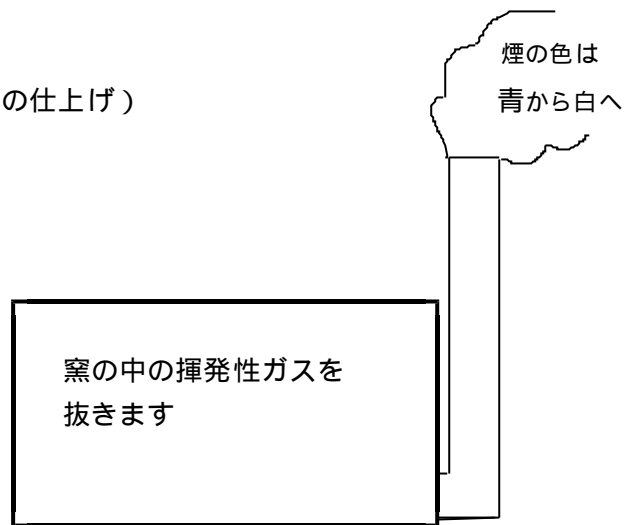 煙の色は
青から白へ
の仕上げ)
窯の中の揮発性ガスを
抜きます